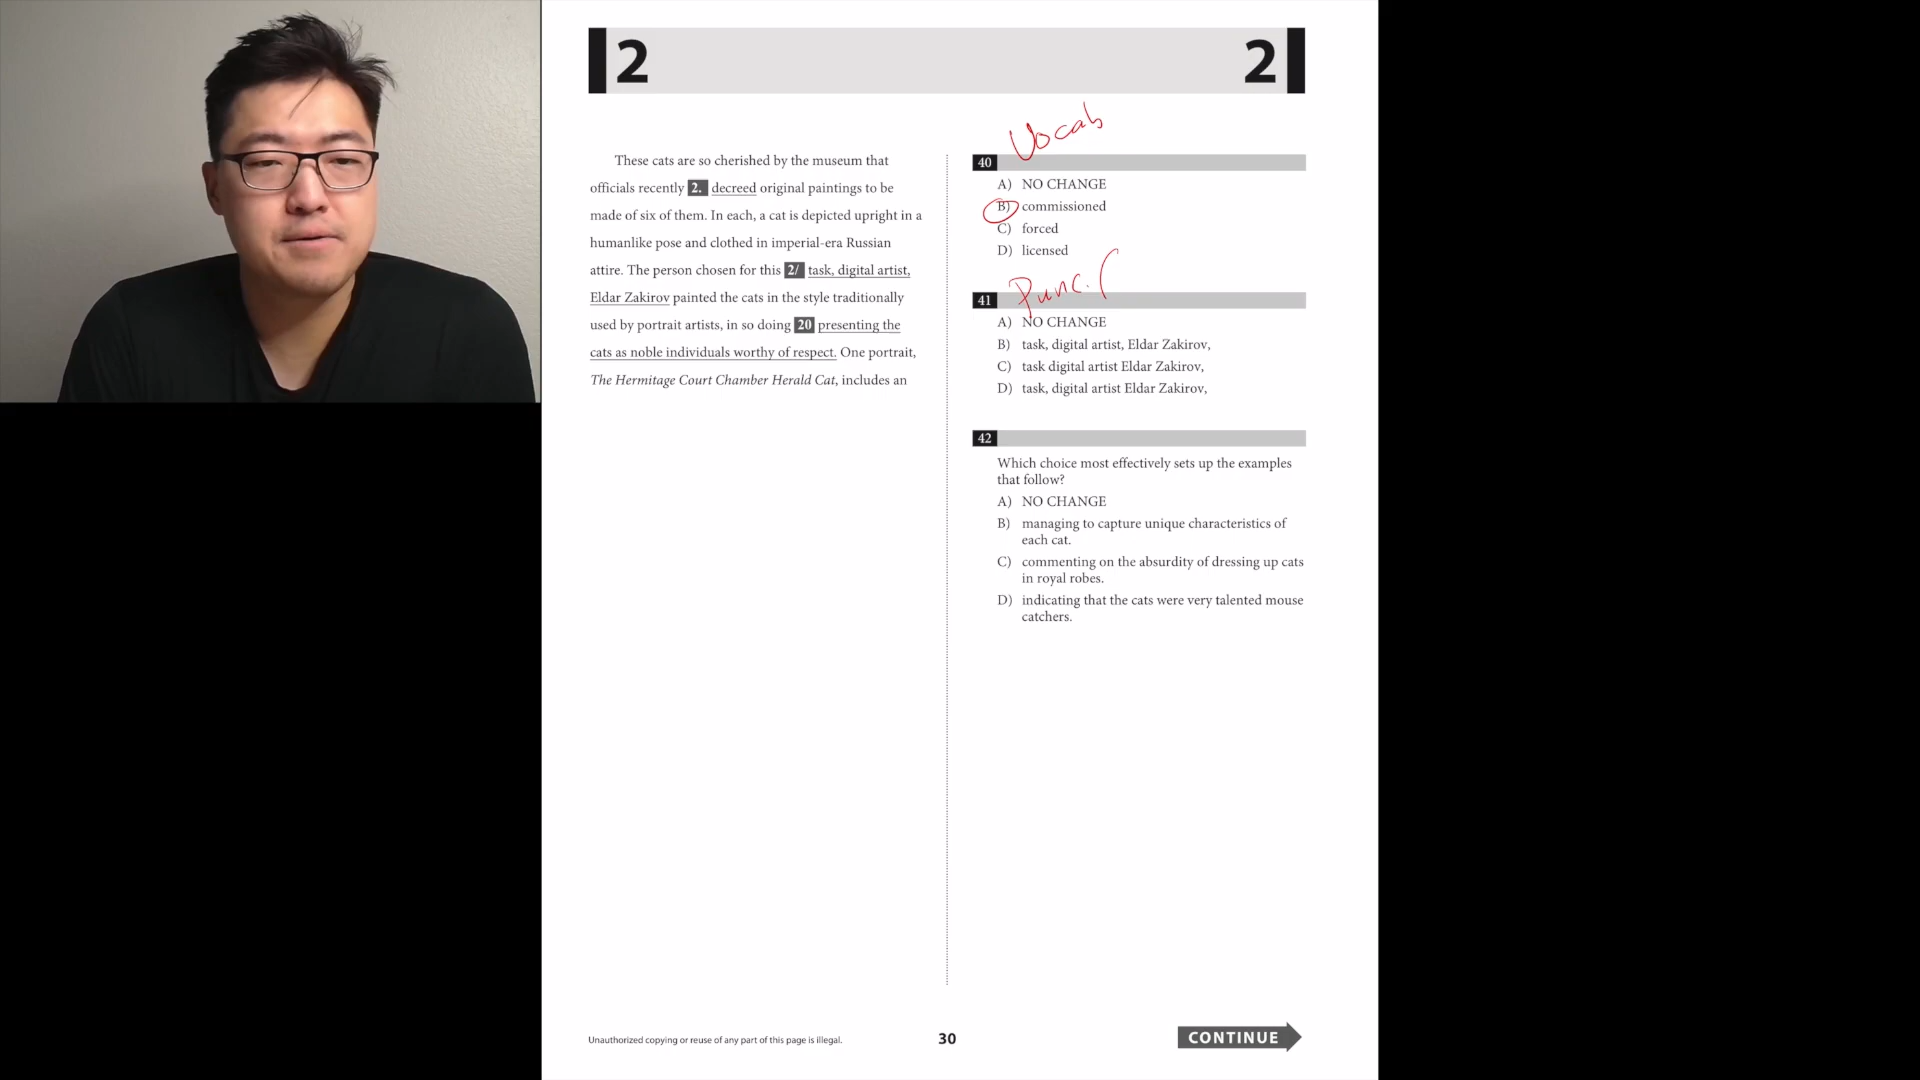 2 2
These cats are so cherished by the museum that
officials recently 2. decreed original paintings to be
made of six of them. In each, a cat is depicted upright in a
humanlike pose and clothed in imperial-era Russian
attire. The person chosen for this 2/ task, digital artist,
Eldar Zakirov painted the cats in the style traditionally
used by portrait artists, in so doing 20 presenting the
cats as noble individuals worthy of respect. One portrait,
The Hermitage Court Chamber Herald Cat, includes an
Vocab
40
A) NO CHANGE
B) commissioned
C) forced
D) licensed
Punc. (
41
A) NO CHANGE
B) task, digital artist, Eldar Zakirov,
C) task digital artist Eldar Zakirov,
D) task, digital artist Eldar Zakirov,
42
Which choice most effectively sets up the examples
that follow?
A) NO CHANGE
B) managing to capture unique characteristics of
each cat.
C) commenting on the absurdity of dressing up cats
in royal robes.
D) indicating that the cats were very talented mouse
catchers.
Unauthorized copying or reuse of any part of this page is illegal.
30
CONTINUE